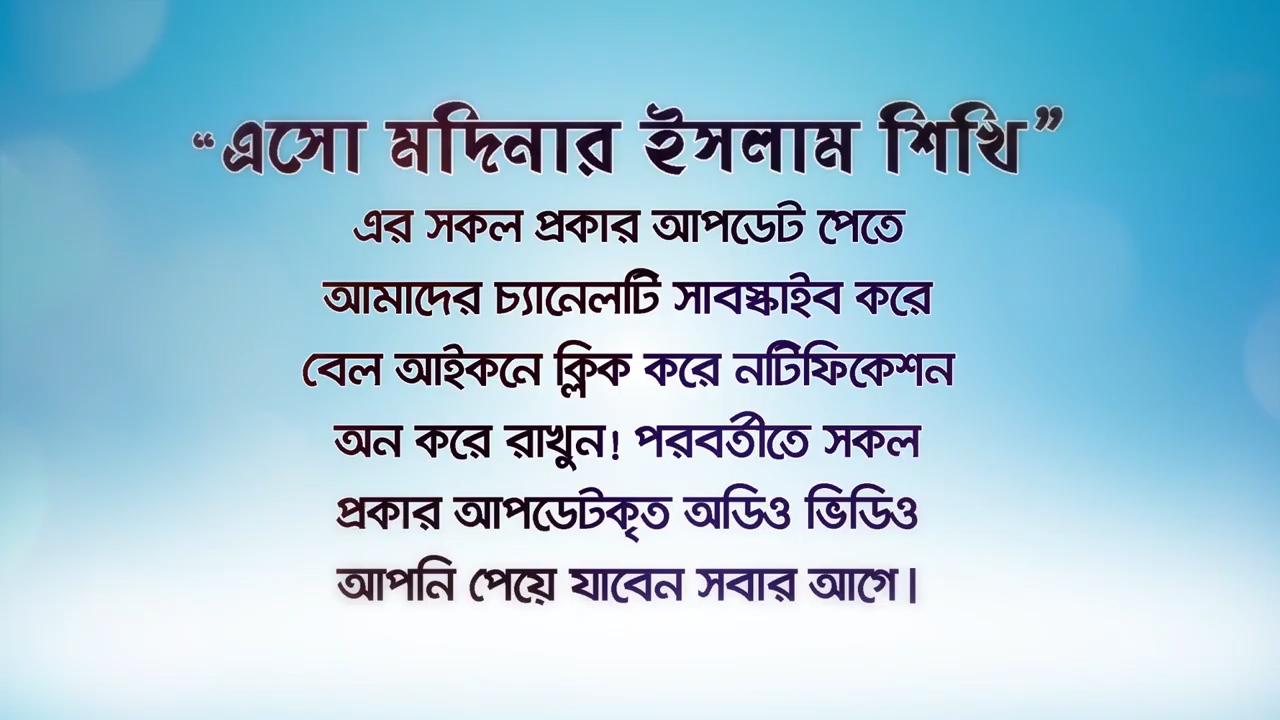 “এসো মদিনার ইসলাম শিখি”
এর সকল প্রকার আপডেট পেতে
আমাদের চ্যানেলটি সাবস্ক্রাইব করে
বেল আইকনে ক্লিক করে নটিফিকেশন
অন করে রাখুন! পরবর্তীতে সকল
প্রকার আপডেটকৃত অডিও ভিডিও
আপনি পেয়ে যাবেন সবার আগে।